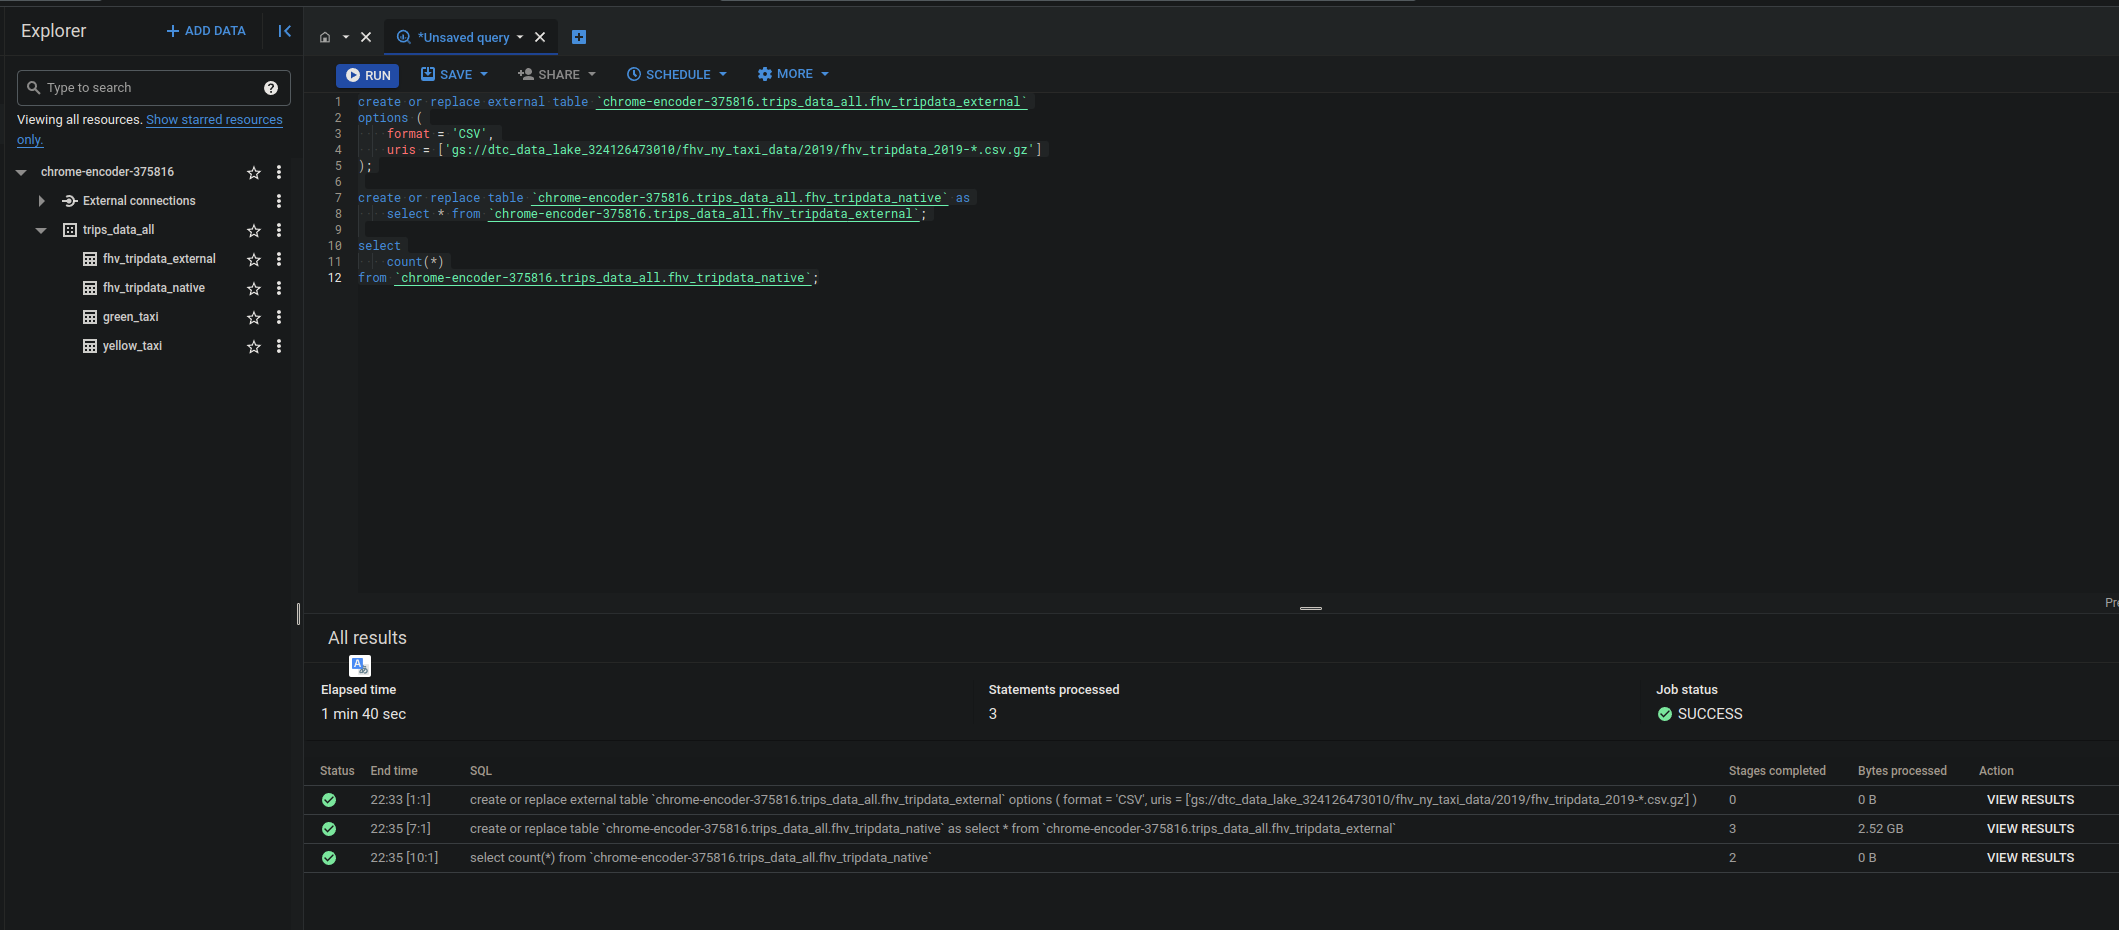 Explorer
ADD DATA
Type to search
Viewing all resources. Show starred resources
only.
chrome-encoder-375816
External connections
trips_data_all
fhv_tripdata_external
fhv_tripdata_native
green_taxi
yellow_taxi
*Unsaved query
RUN SAVE SHARE SCHEDULE MORE
1 create or replace external table `chrome-encoder-375816.trips_data_all.fhv_tripdata_external`
2 options (
3 format = 'CSV',
4 uris = ['gs://dtc_data_lake_324126473010/fhv_ny_taxi_data/2019/fhv_tripdata_2019-*.csv.gz']
5 );
6
7 create or replace table `chrome-encoder-375816.trips_data_all.fhv_tripdata_native` as
8 select * from `chrome-encoder-375816.trips_data_all.fhv_tripdata_external`;
9
10 select
11 count(*)
12 from `chrome-encoder-375816.trips_data_all.fhv_tripdata_native`;
All results
Elapsed time Statements processed Job status
1 min 40 sec 3 SUCCESS
Status End time SQL Stages completed Bytes processed Action
22:33 [1:1] create or replace external table `chrome-encoder-375816.trips_data_all.fhv_tripdata_external` options ( format = 'CSV', uris = ['gs://dtc_data_lake_324126473010/fhv_ny_taxi_data/2019/fhv_tripdata_2019-*.csv.gz'] ) 0 0 B VIEW RESULTS
22:35 [7:1] create or replace table `chrome-encoder-375816.trips_data_all.fhv_tripdata_native` as select * from `chrome-encoder-375816.trips_data_all.fhv_tripdata_external` 3 2.52 GB VIEW RESULTS
22:35 [10:1] select count(*) from `chrome-encoder-375816.trips_data_all.fhv_tripdata_native` 2 0 B VIEW RESULTS